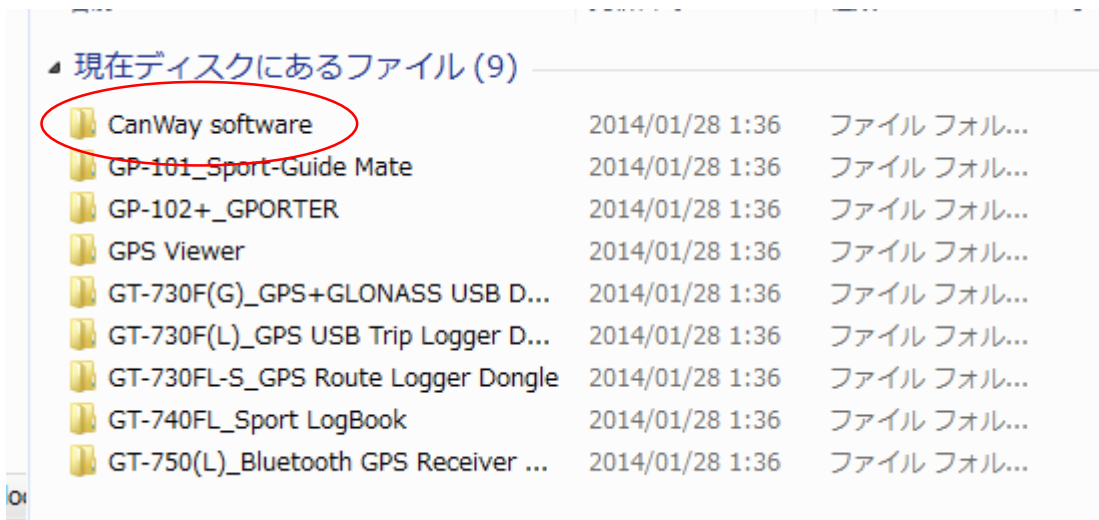 現在ディスクにあるファイル (9)
CanWay software 2014/01/28 1:36 ファイル フォル...
GP-101_Sport-Guide Mate 2014/01/28 1:36 ファイル フォル...
GP-102+_GPORTER 2014/01/28 1:36 ファイル フォル...
GPS Viewer 2014/01/28 1:36 ファイル フォル...
GT-730F(G)_GPS+GLONASS USB D... 2014/01/28 1:36 ファイル フォル...
GT-730F(L)_GPS USB Trip Logger D... 2014/01/28 1:36 ファイル フォル...
GT-730FL-S_GPS Route Logger Dongle 2014/01/28 1:36 ファイル フォル...
GT-740FL_Sport LogBook 2014/01/28 1:36 ファイル フォル...
GT-750(L)_Bluetooth GPS Receiver ... 2014/01/28 1:36 ファイル フォル...